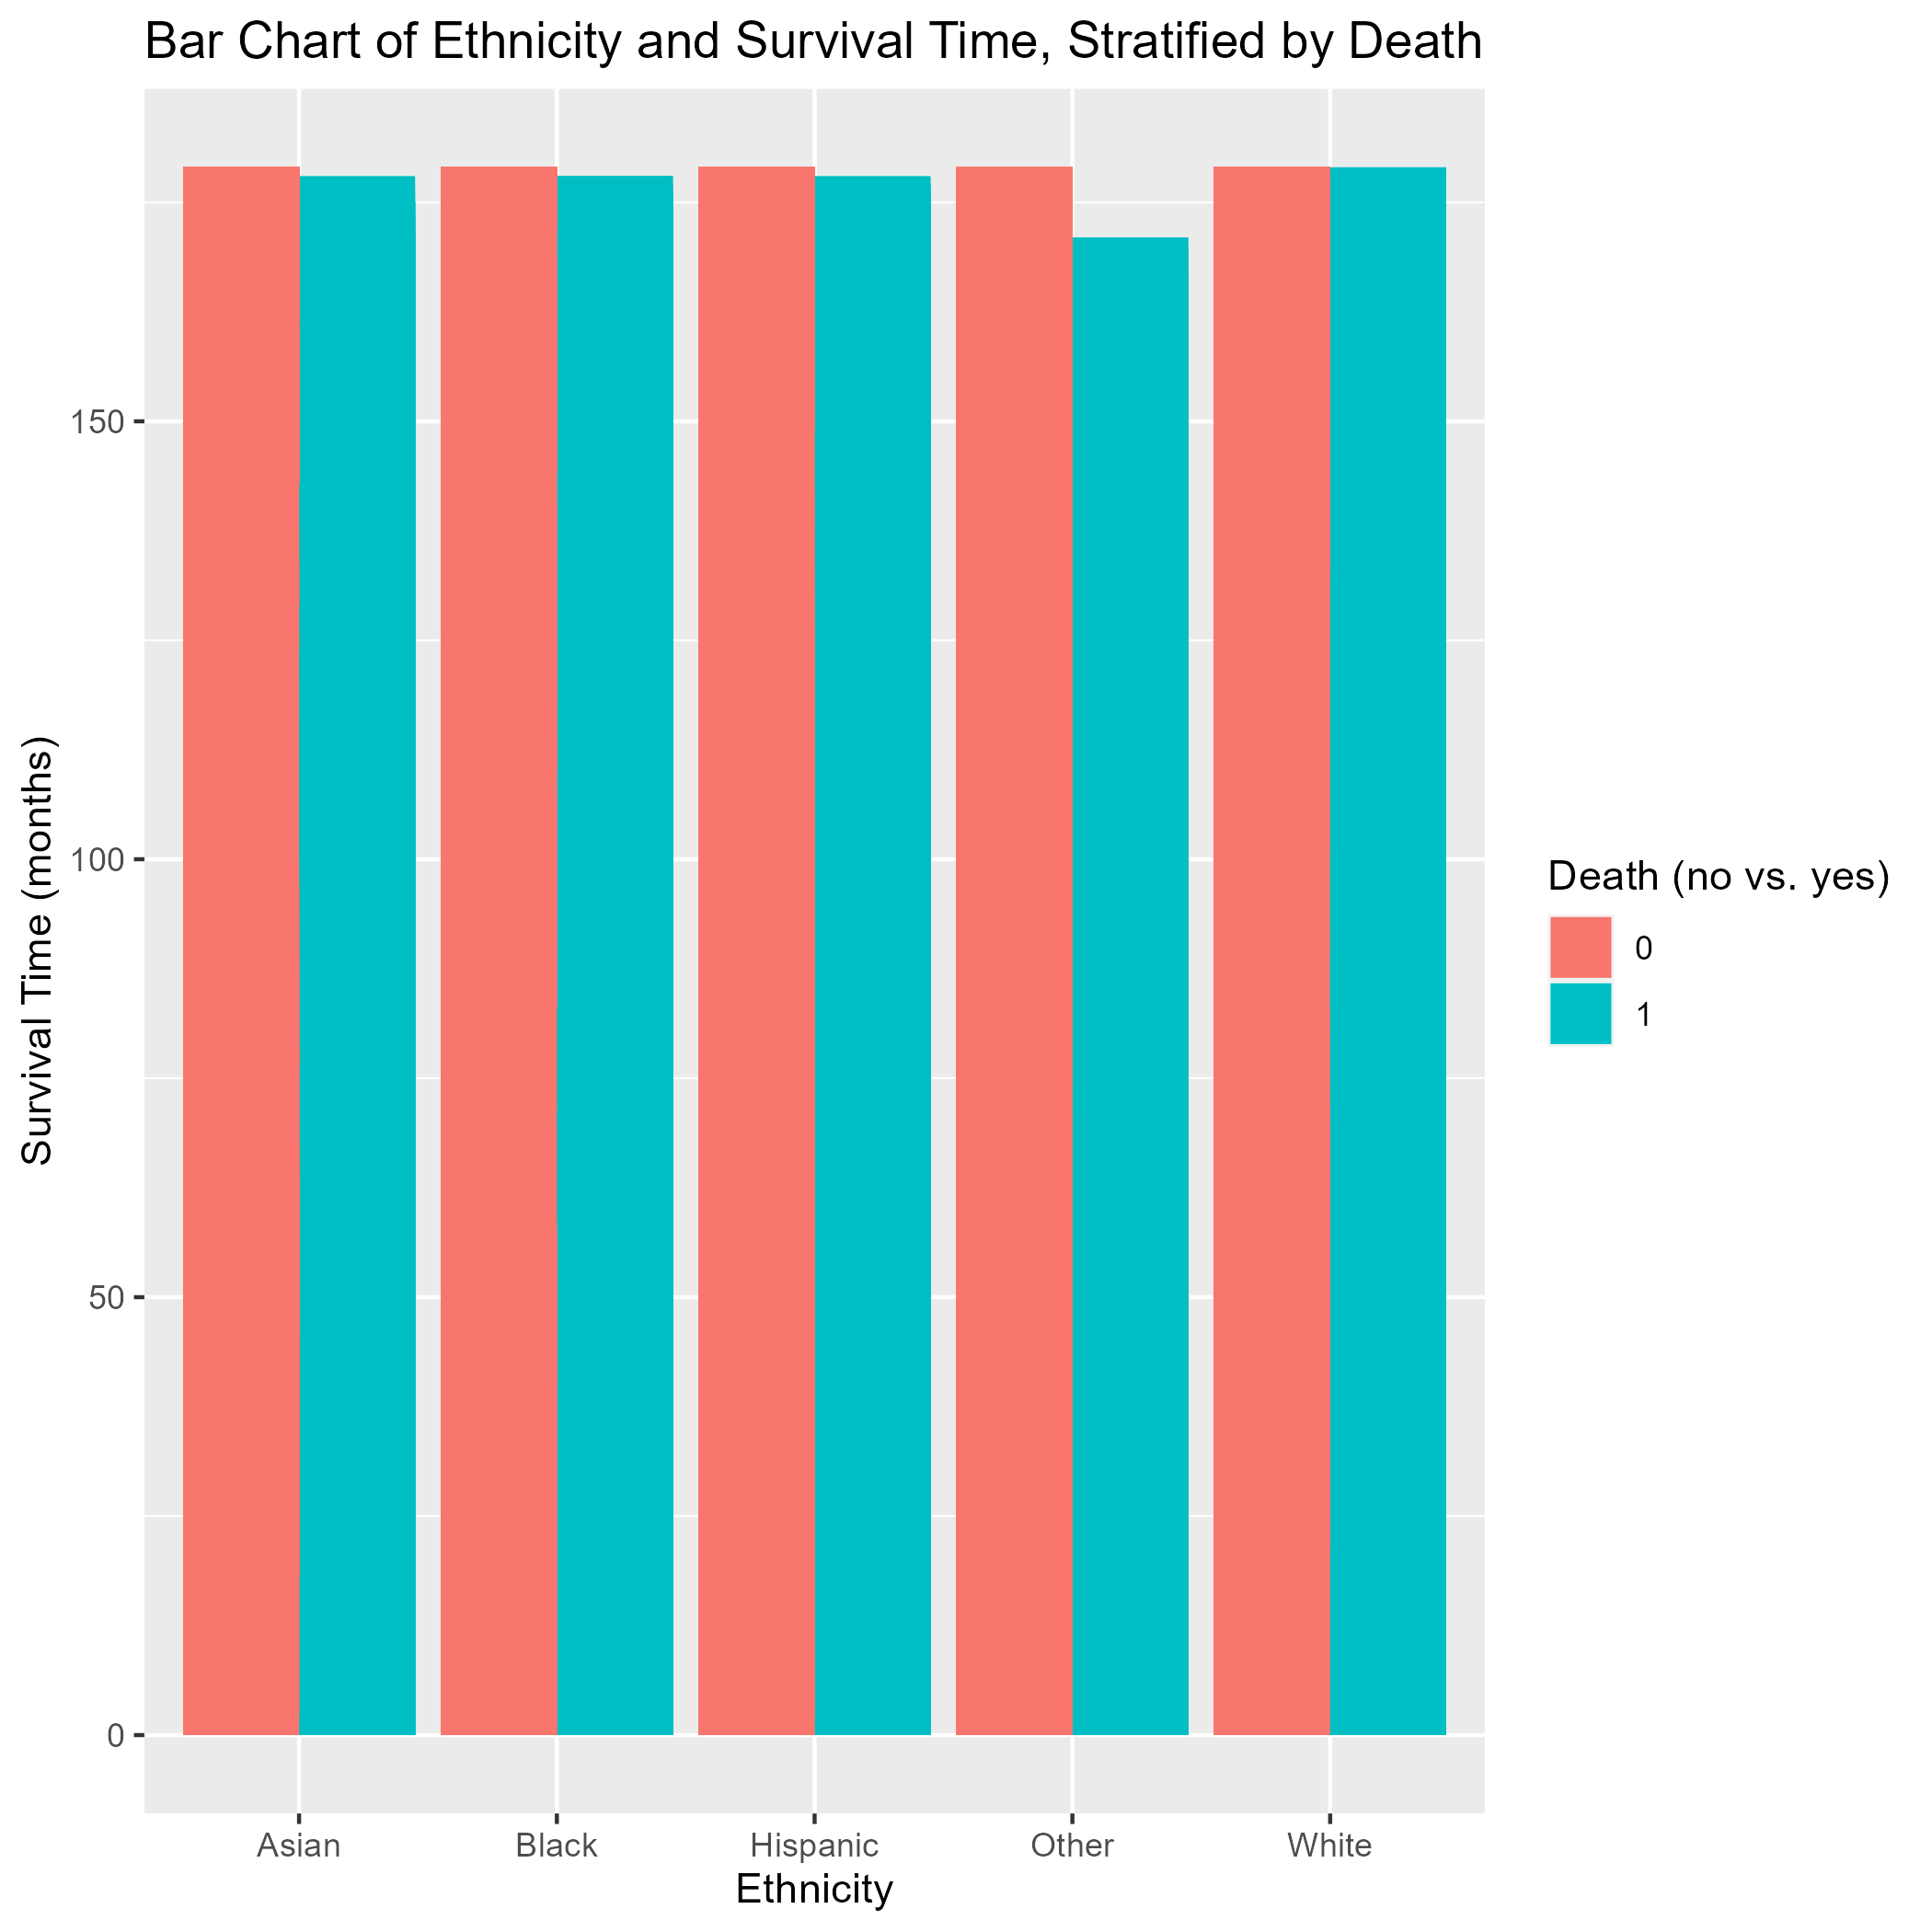 Bar Chart of Ethnicity and Survival Time, Stratified by Death
150
100
50
0
Survival Time (months)
Asian Black Hispanic Other White
Ethnicity
Death (no vs. yes)
0
1